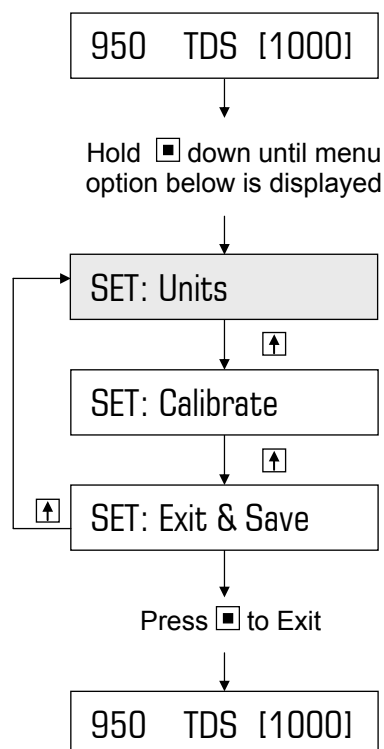 950 TDS [1000]
Hold ▣ down until menu
option below is displayed
SET: Units
SET: Calibrate
SET: Exit & Save
Press ▣ to Exit
950 TDS [1000]